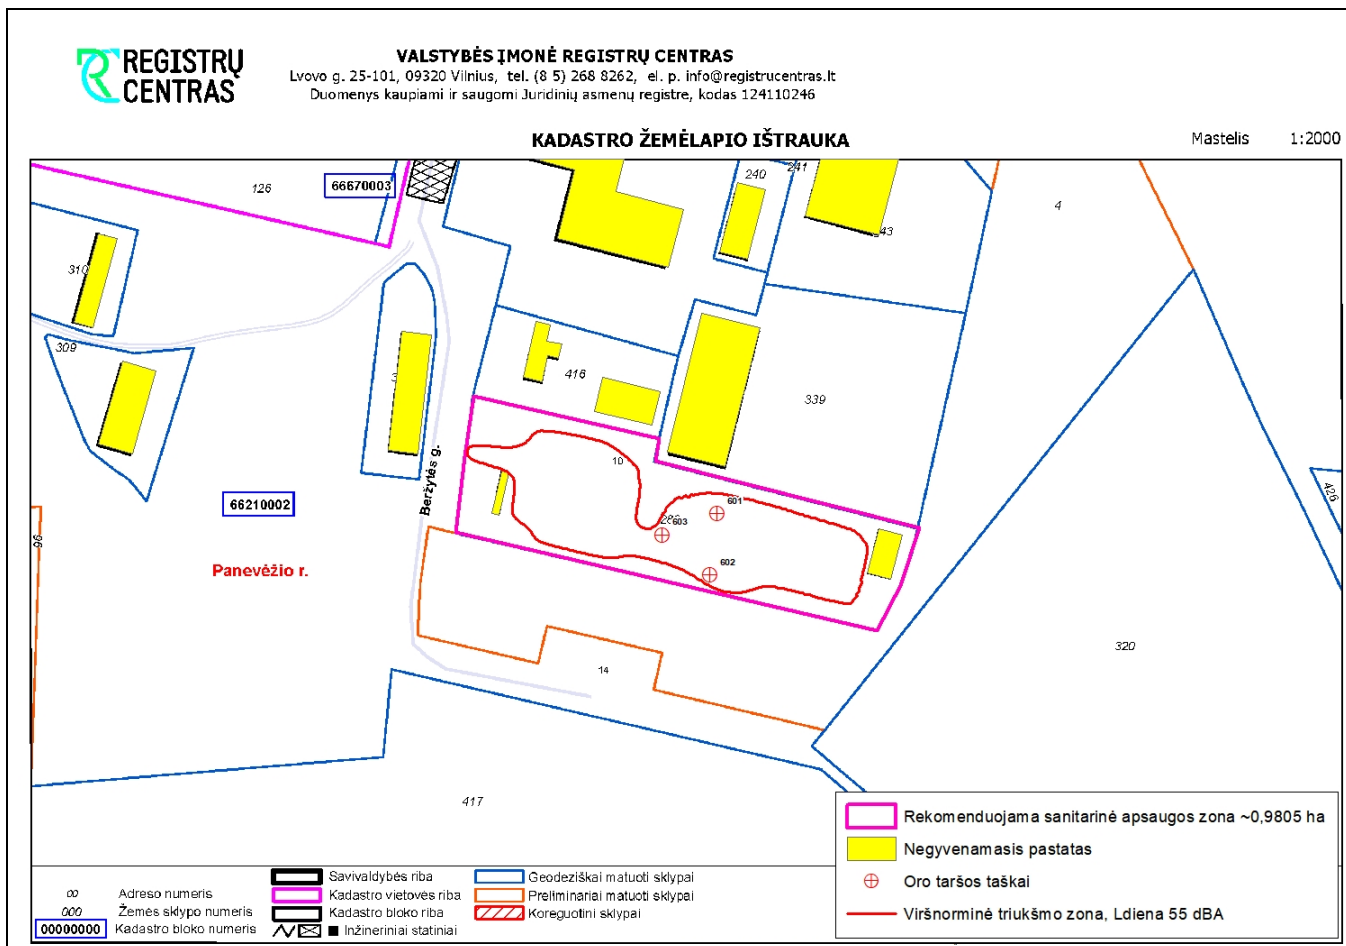 REGISTRŲ
CENTRAS
VALSTYBĖS ĮMONĖ REGISTRŲ CENTRAS
Lvovo g. 25-101, 09320 Vilnius, tel. (8 5) 268 8262, el. p. info@registrucentras.lt
Duomenys kaupiami ir saugomi Juridinių asmenų registre, kodas 124110246
KADASTRO ŽEMĖLAPIO IŠTRAUKA
Mastelis 1:2000
126
66670003
240
241
4
310
309
416
339
10
Beržytės g.
66210002
601
603
602
426
96
Panevėžio r.
320
14
417
Rekomenduojama sanitarinė apsaugos zona ~0,9805 ha
Negyvenamasis pastatas
Oro taršos taškai
Viršnorminė triukšmo zona, Ldiena 55 dBA
00 Adreso numeris
000 Žemės sklypo numeris
00000000 Kadastro bloko numeris
Savivaldybės riba
Kadastro vietovės riba
Kadastro bloko riba
Inžineriniai statiniai
Geodeziškai matuoti sklypai
Preliminariai matuoti sklypai
Koreguotini sklypai